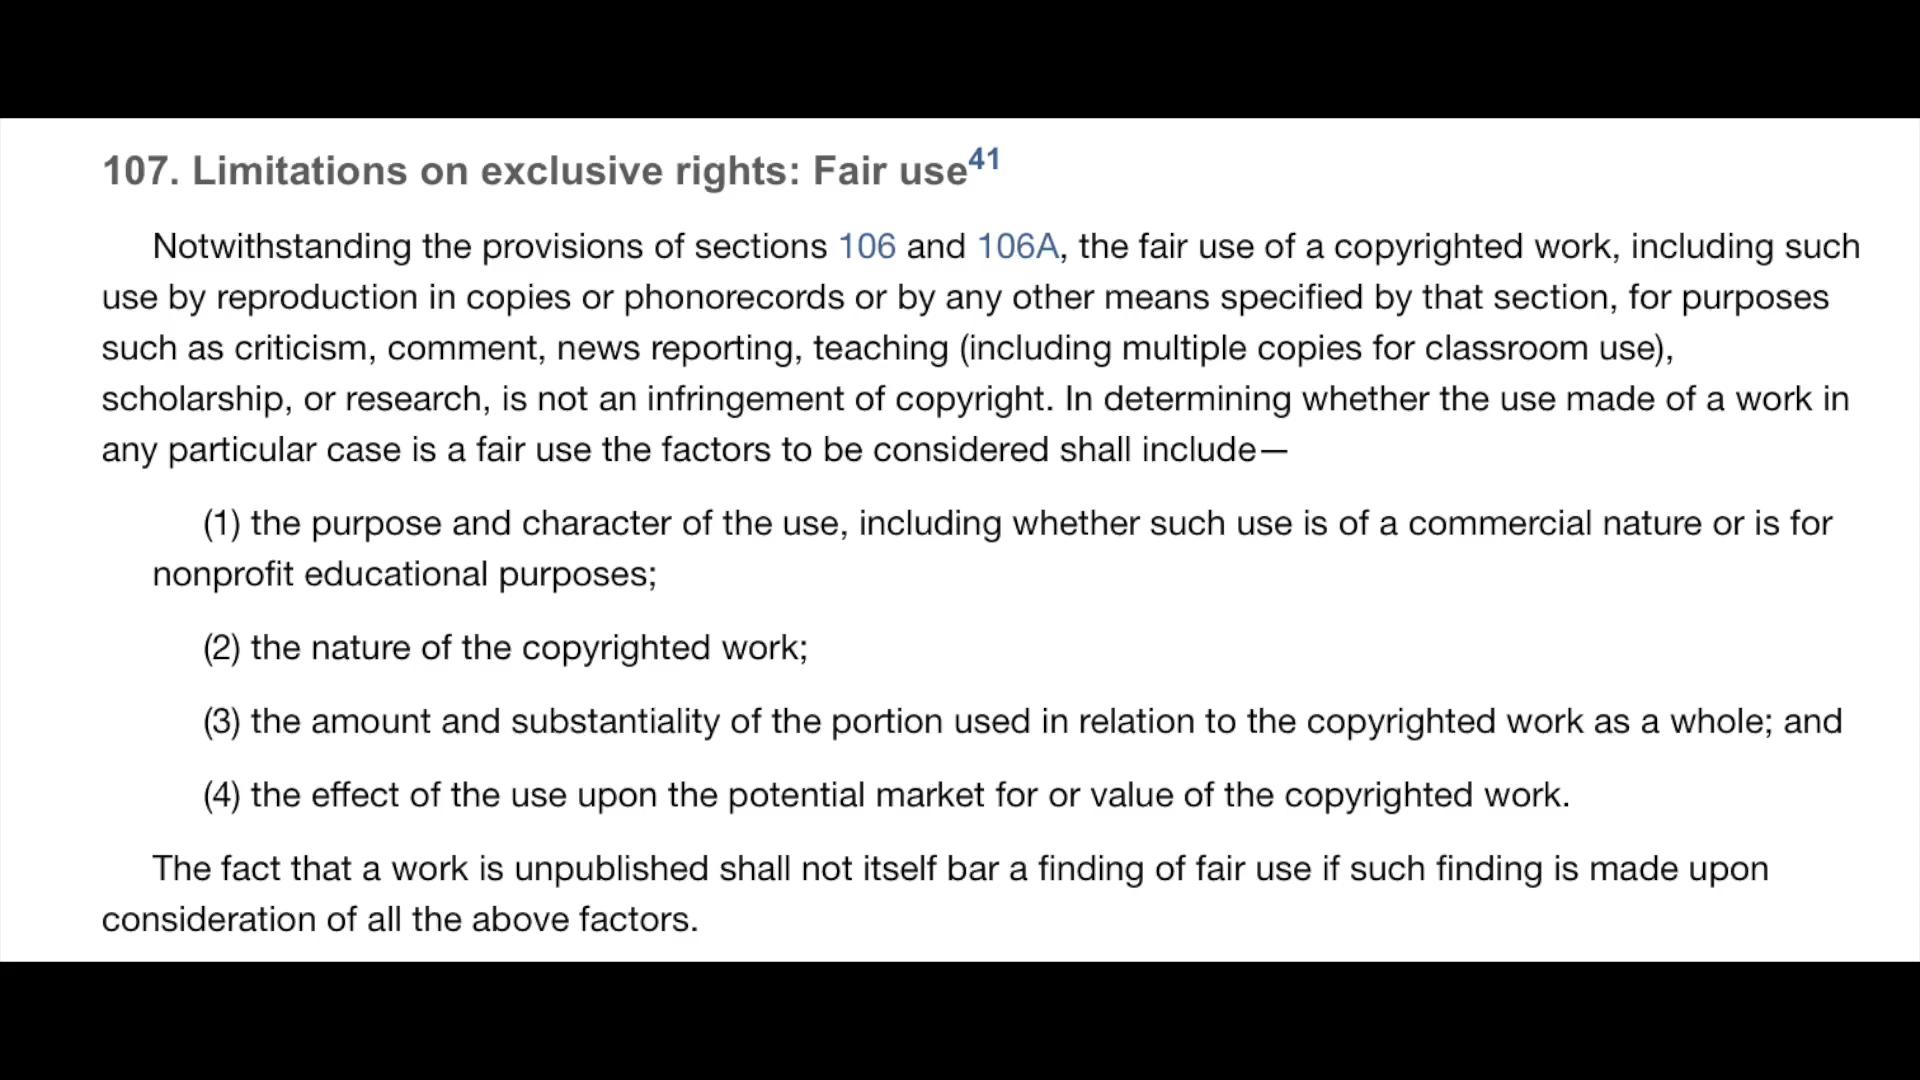 107. Limitations on exclusive rights: Fair use41
Notwithstanding the provisions of sections 106 and 106A, the fair use of a copyrighted work, including such
use by reproduction in copies or phonorecords or by any other means specified by that section, for purposes
such as criticism, comment, news reporting, teaching (including multiple copies for classroom use),
scholarship, or research, is not an infringement of copyright. In determining whether the use made of a work in
any particular case is a fair use the factors to be considered shall include—
(1) the purpose and character of the use, including whether such use is of a commercial nature or is for
nonprofit educational purposes;
(2) the nature of the copyrighted work;
(3) the amount and substantiality of the portion used in relation to the copyrighted work as a whole; and
(4) the effect of the use upon the potential market for or value of the copyrighted work.
The fact that a work is unpublished shall not itself bar a finding of fair use if such finding is made upon
consideration of all the above factors.